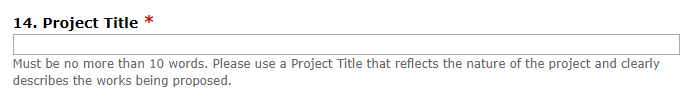 14. Project Title *
Must be no more than 10 words. Please use a Project Title that reflects the nature of the project and clearly
describes the works being proposed.